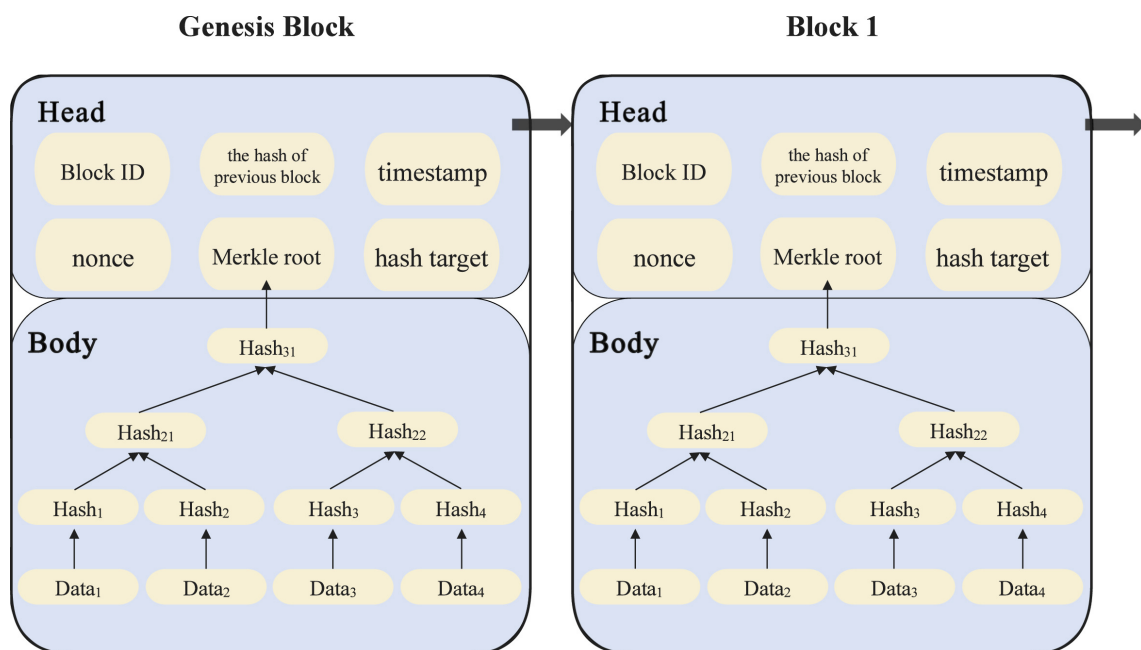 Genesis Block
Block 1
Head
Block ID
the hash of
previous block
timestamp
nonce
Merkle root
hash target
Body
Hash31
Hash21
Hash22
Hash1
Hash2
Hash3
Hash4
Data1
Data2
Data3
Data4
Head
Block ID
the hash of
previous block
timestamp
nonce
Merkle root
hash target
Body
Hash31
Hash21
Hash22
Hash1
Hash2
Hash3
Hash4
Data1
Data2
Data3
Data4